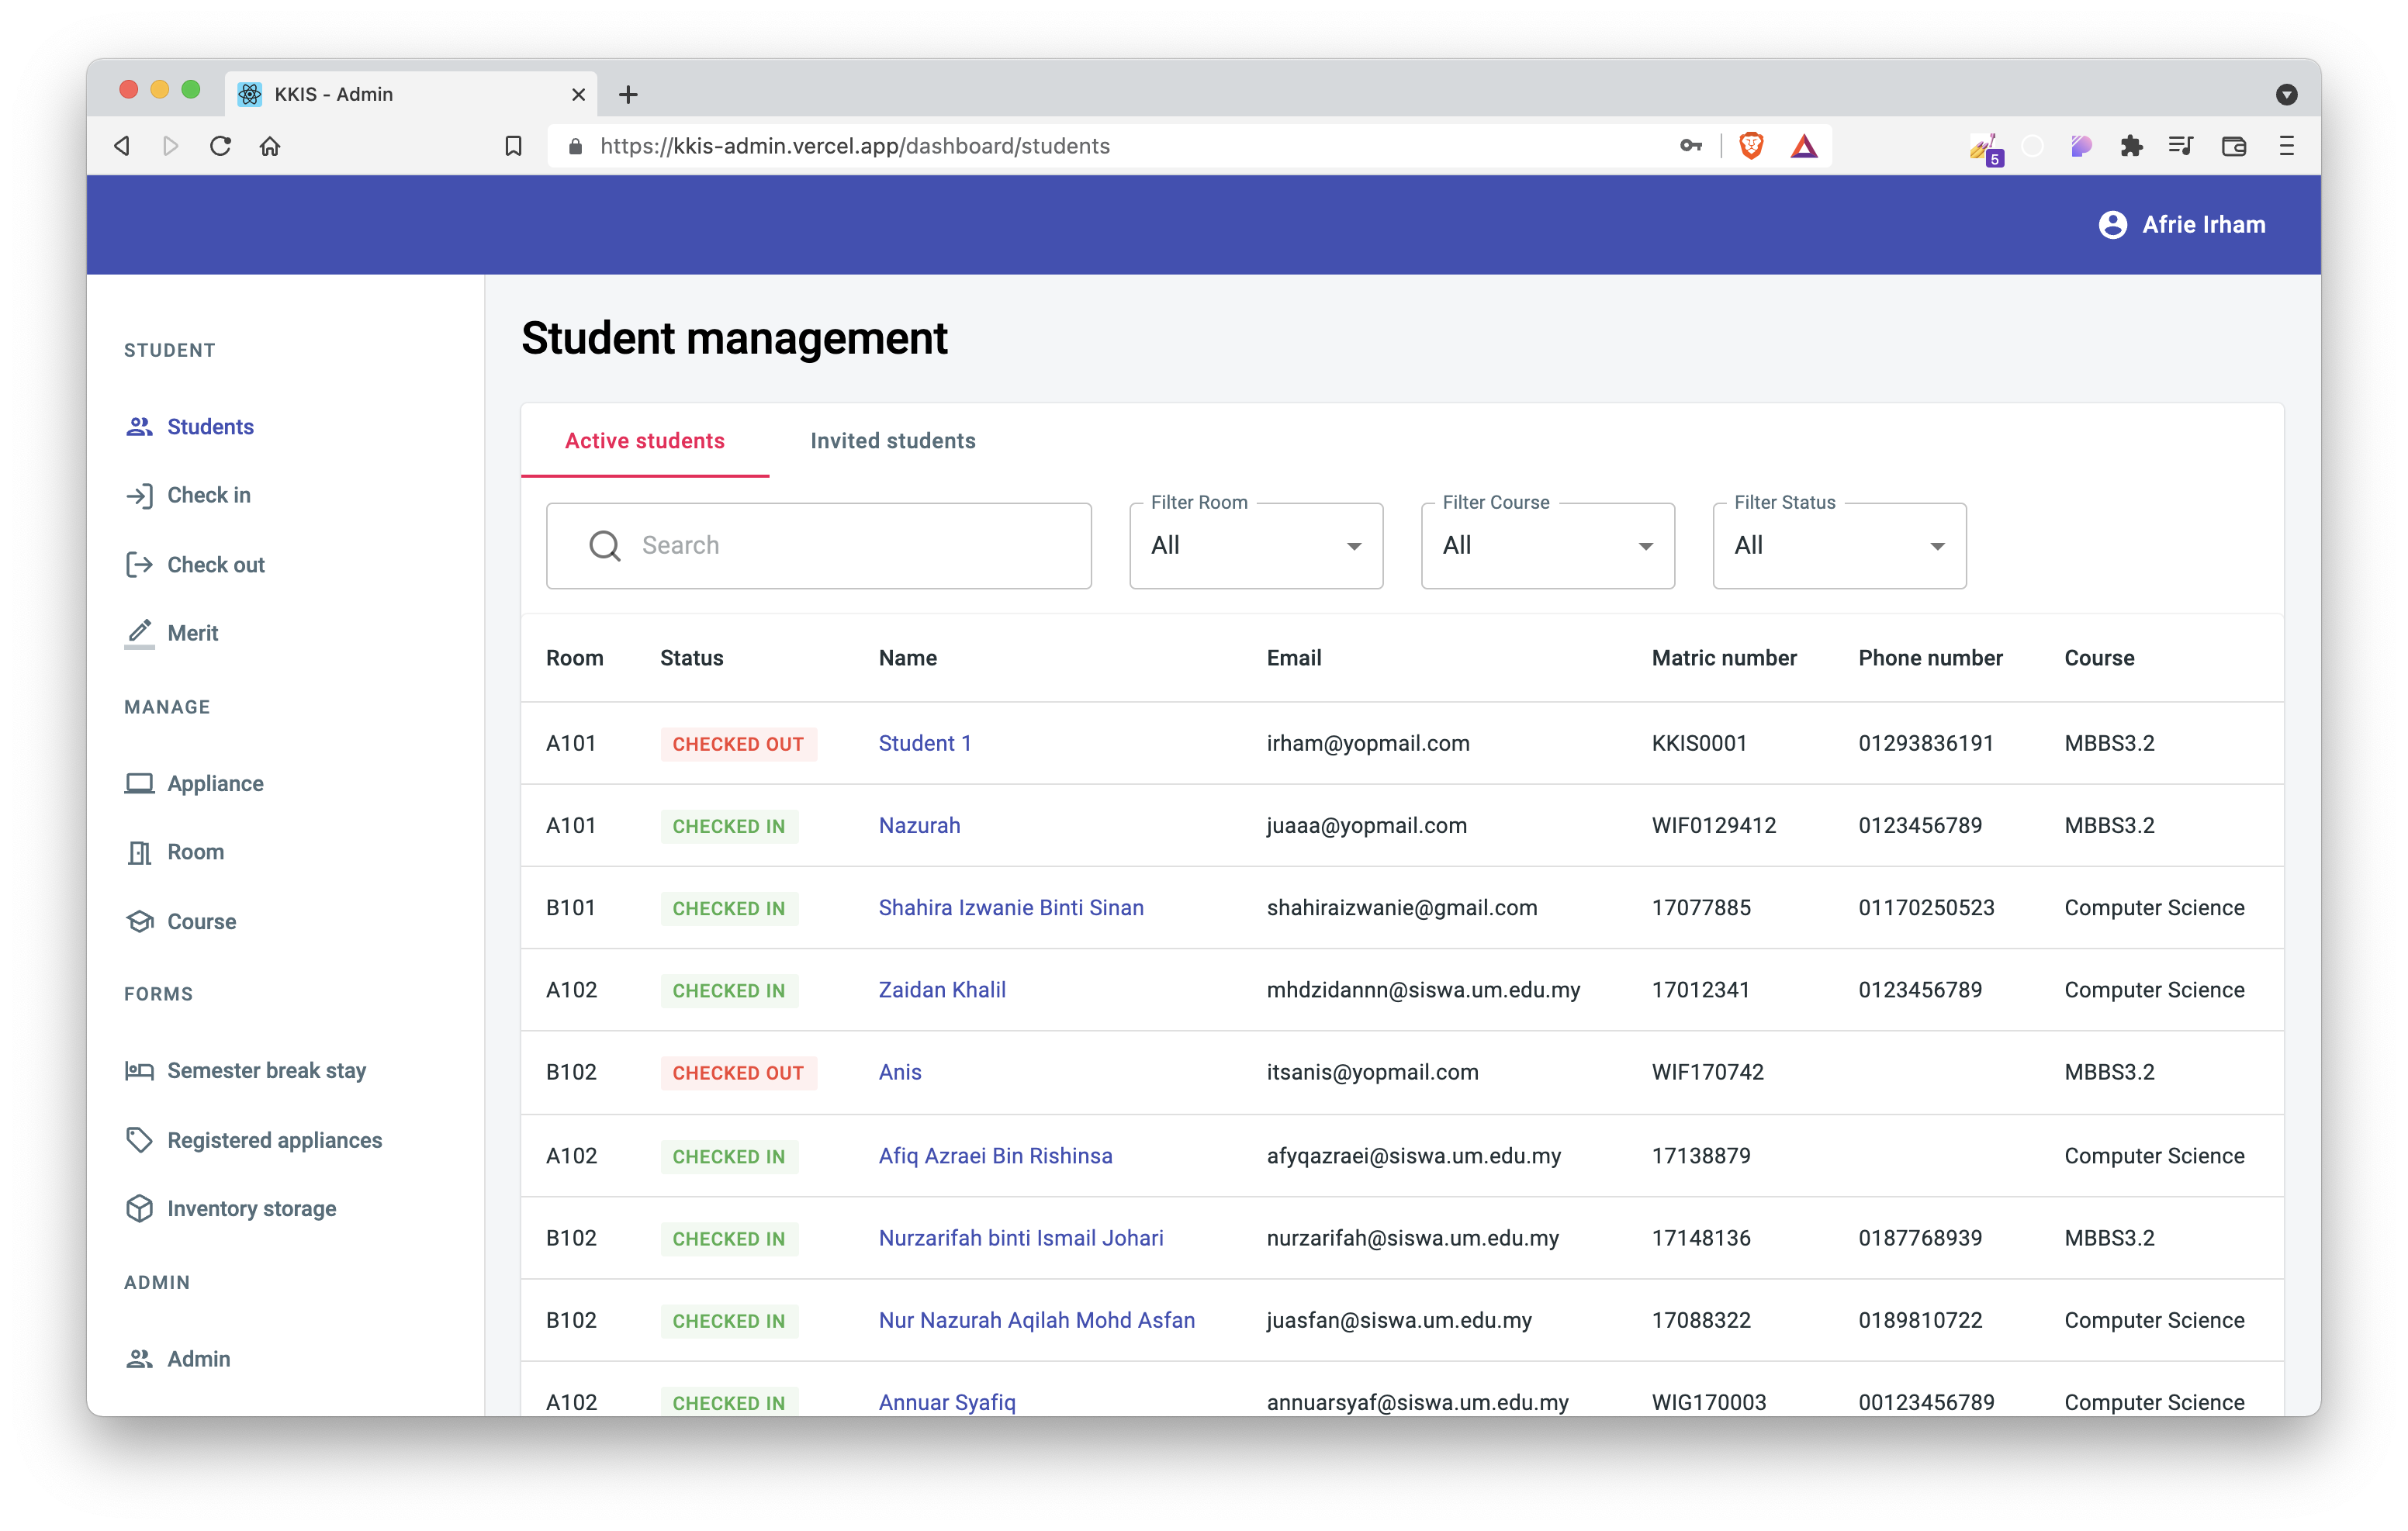 KKIS - Admin
https://kkis-admin.vercel.app/dashboard/students
5
Afrie Irham
STUDENT
Students
Check in
Check out
Merit
MANAGE
Appliance
Room
Course
FORMS
Semester break stay
Registered appliances
Inventory storage
ADMIN
Admin
Student management
Active students Invited students
Search
Filter Room All
Filter Course All
Filter Status All
Room Status Name Email Matric number Phone number Course
A101 CHECKED OUT Student 1 irham@yopmail.com KKIS0001 01293836191 MBBS3.2
A101 CHECKED IN Nazurah juaaa@yopmail.com WIF0129412 0123456789 MBBS3.2
B101 CHECKED IN Shahira Izwanie Binti Sinan shahiraizwanie@gmail.com 17077885 01170250523 Computer Science
A102 CHECKED IN Zaidan Khalil mhdzidannn@siswa.um.edu.my 17012341 0123456789 Computer Science
B102 CHECKED OUT Anis itsanis@yopmail.com WIF170742 MBBS3.2
A102 CHECKED IN Afiq Azraei Bin Rishinsa afyqazraei@siswa.um.edu.my 17138879 Computer Science
B102 CHECKED IN Nurzarifah binti Ismail Johari nurzarifah@siswa.um.edu.my 17148136 0187768939 MBBS3.2
B102 CHECKED IN Nur Nazurah Aqilah Mohd Asfan juasfan@siswa.um.edu.my 17088322 0189810722 Computer Science
A102 CHECKED IN Annuar Syafiq annuarsyaf@siswa.um.edu.my WIG170003 00123456789 Computer Science